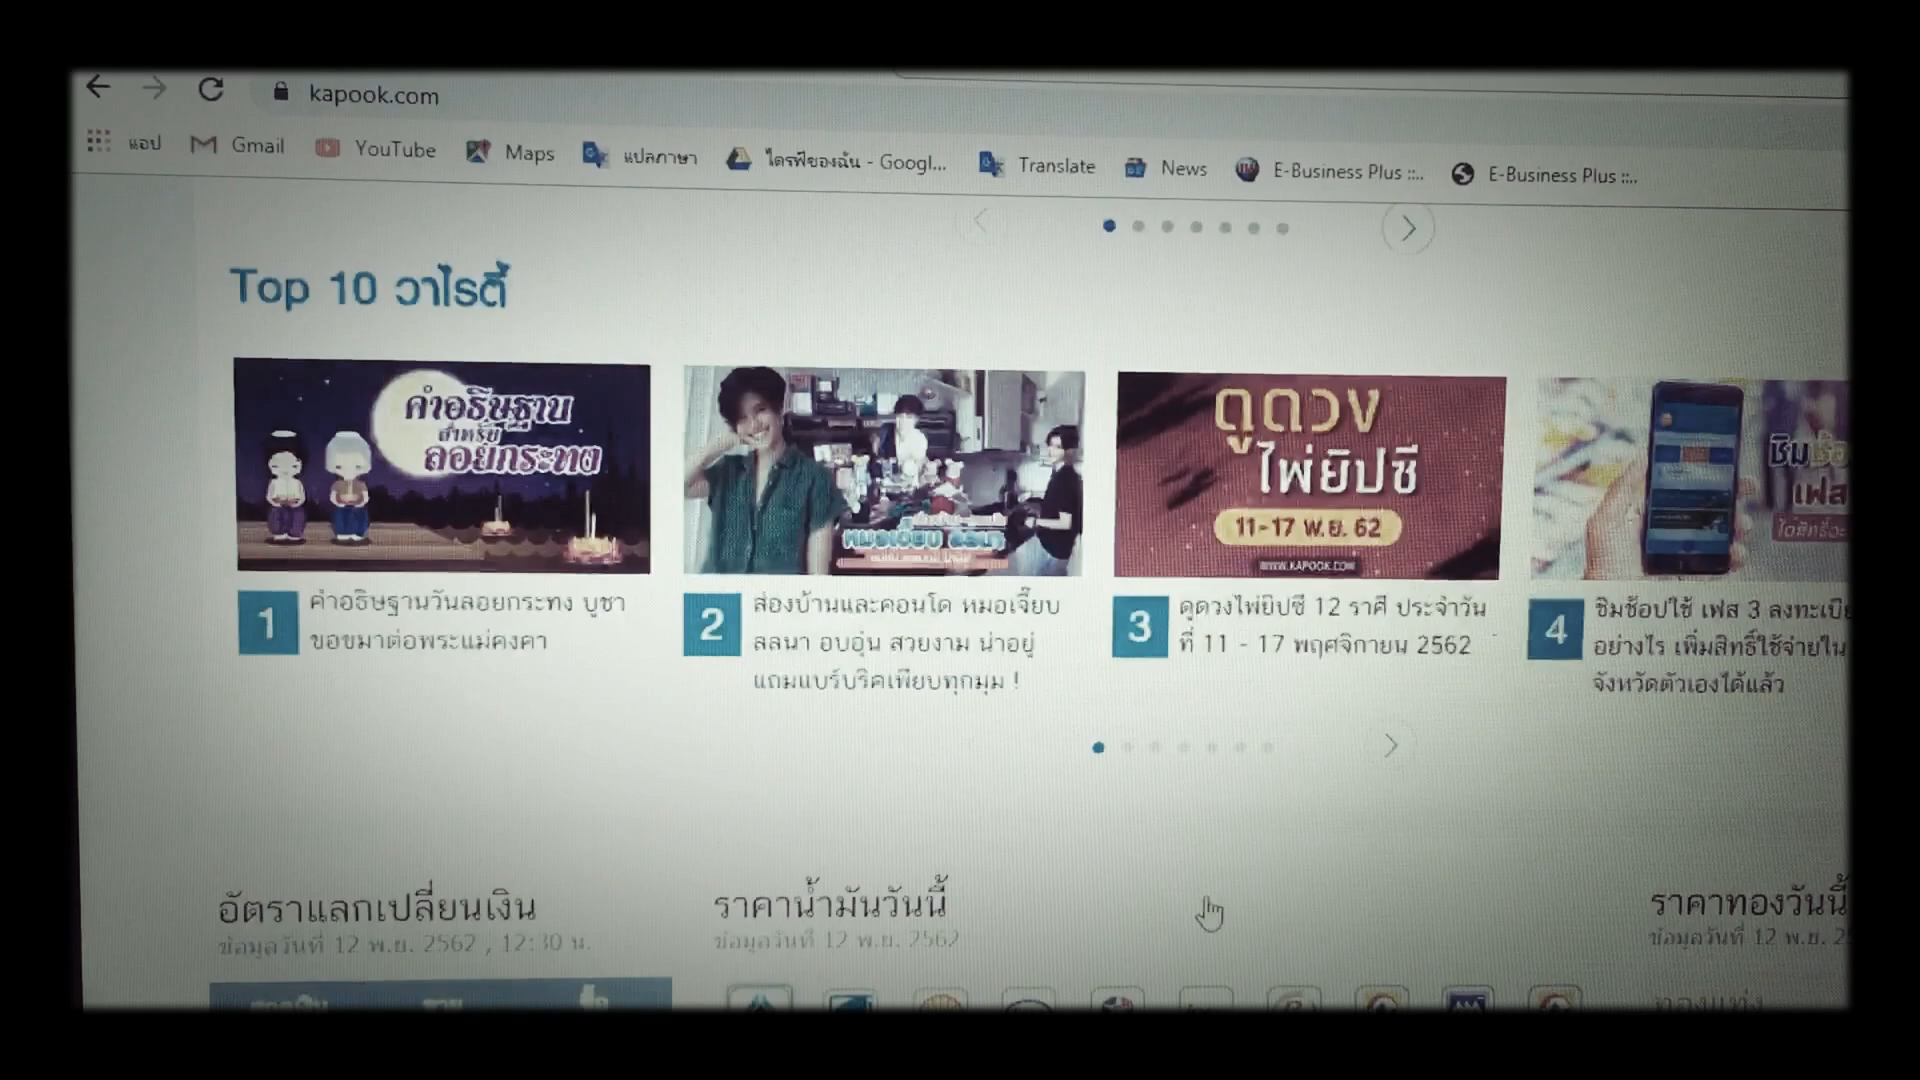 kapook.com
แอป Gmail YouTube Maps แปลภาษา ไดรฟ์ของฉัน - Googl... Translate News E-Business Plus ::.. E-Business Plus ::..
Top 10 วาไรตี้
คำอธิษฐาน
สำหรับ
ลอยกระทง
ดูดวง
ไพ่ยิปซี
11-17 พ.ย. 62
WWW.KAPOOK.COM
1 คำอธิษฐานวันลอยกระทง บูชา
ขอขมาต่อพระแม่คงคา
2 ส่องบ้านและคอนโด หมอเจี๊ยบ
ลลนา อบอุ่น สวยงาม น่าอยู่
แถมแบร์บริคเพียบทุกมุม !
3 ดูดวงไพ่ยิปซี 12 ราศี ประจำวัน
ที่ 11 - 17 พฤศจิกายน 2562
4 ชิมช้อปใช้ เฟส 3 ลงทะเบี
อย่างไร เพิ่มสิทธิ์ใช้จ่ายใน
จังหวัดตัวเองได้แล้ว
อัตราแลกเปลี่ยนเงิน
ข้อมูลวันที่ 12 พ.ย. 2562 , 12:30 น.
ราคาน้ำมันวันนี้
ข้อมูลวันที่ 12 พ.ย. 2562
ราคาทองวันนี้
ข้อมูลวันที่ 12 พ.ย. 2